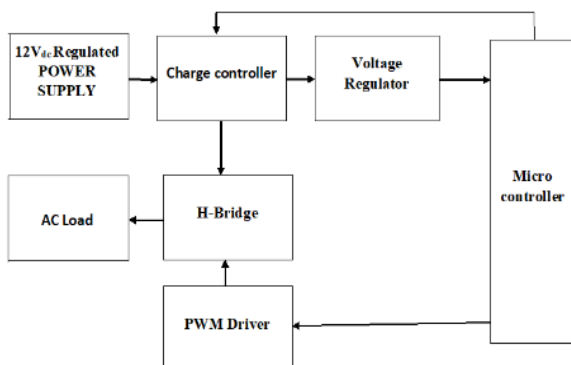 12Vdc Regulated
POWER
SUPPLY
Charge controller
Voltage
Regulator
Micro
controller
AC Load
H-Bridge
PWM Driver